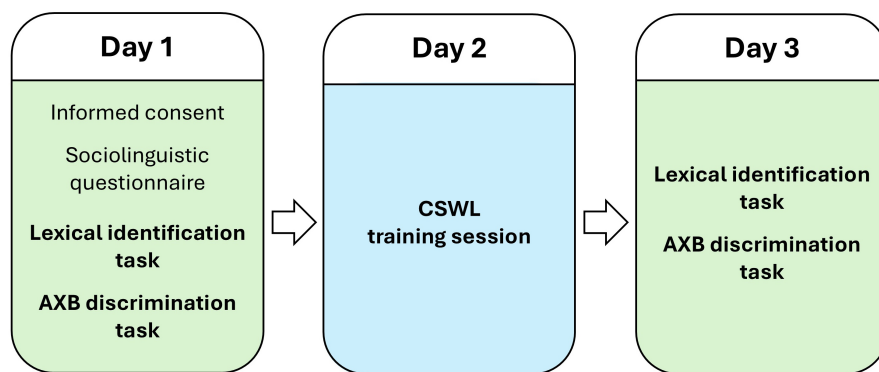 Day 1
Informed consent
Sociolinguistic
questionnaire
Lexical identification
task
AXB discrimination
task
Day 2
CSWL
training session
Day 3
Lexical identification
task
AXB discrimination
task